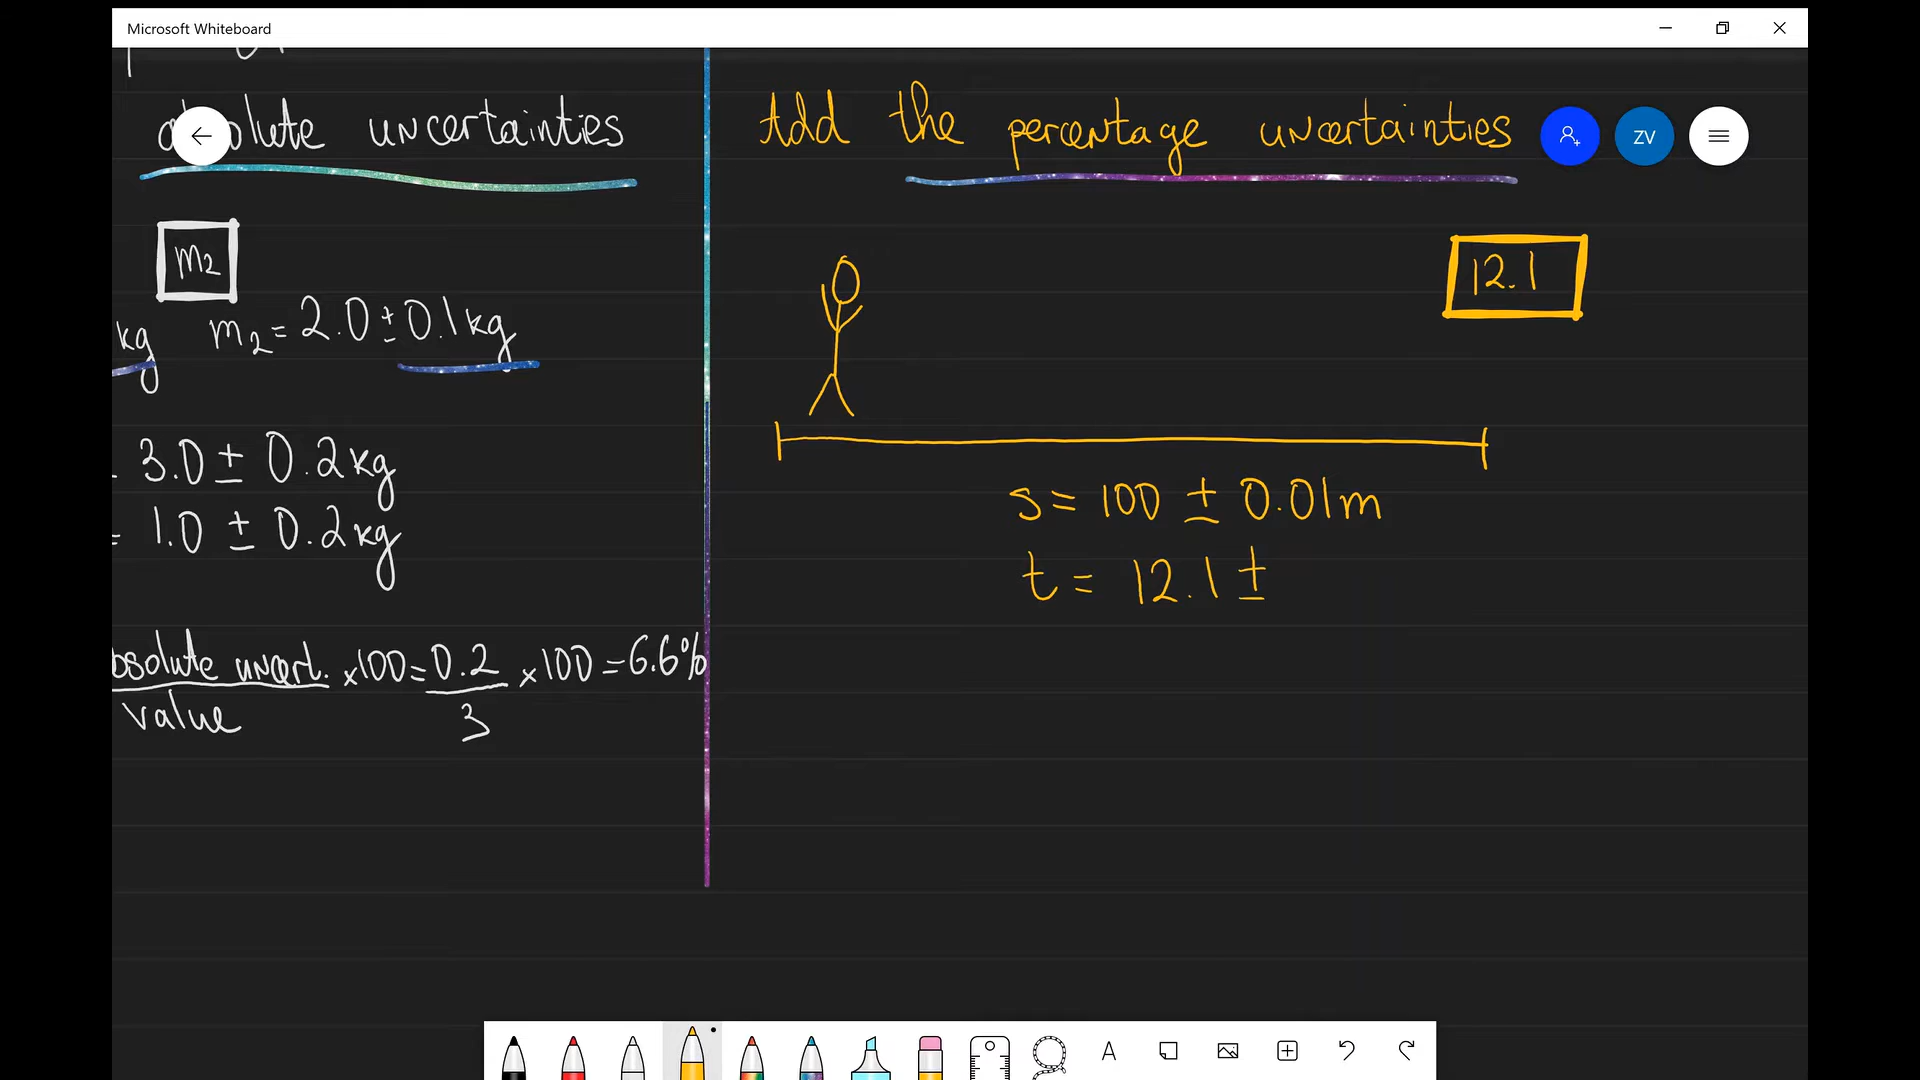 Microsoft Whiteboard
absolute uncertainties
m2
kg m2 = 2.0 ± 0.1 kg
3.0 ± 0.2 kg
= 1.0 ± 0.2 kg
bsolute uncert. ×100 = 0.2 ×100 = 6.6%
value 3
Add the percentage uncertainties
ZV
12.1
s = 100 ± 0.01m
t = 12.1 ±
A